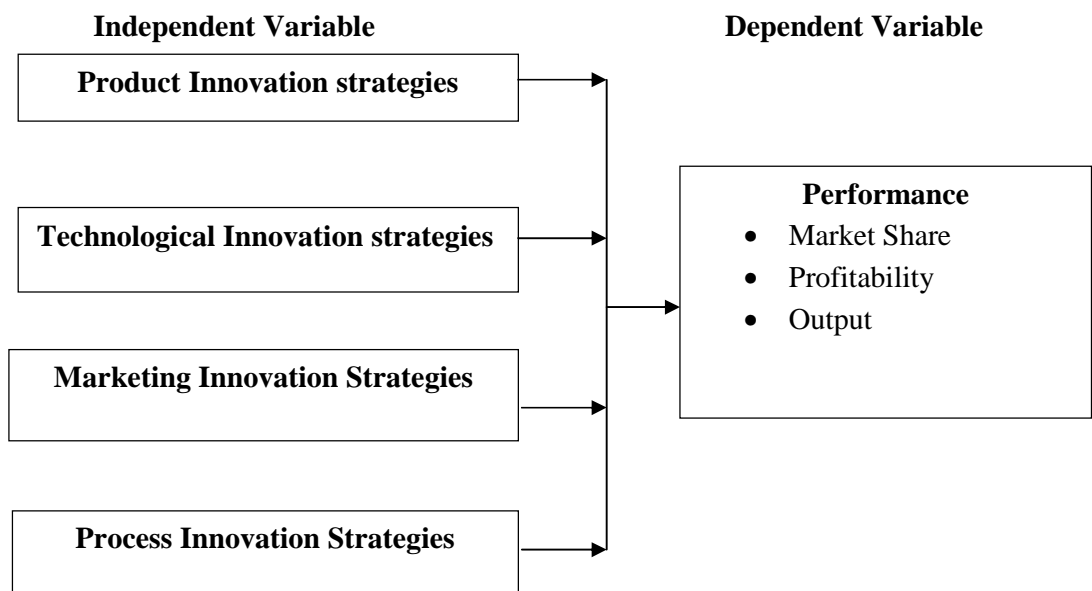 Independent Variable
Dependent Variable
Product Innovation strategies
Technological Innovation strategies
Marketing Innovation Strategies
Process Innovation Strategies
Performance
• Market Share
• Profitability
• Output